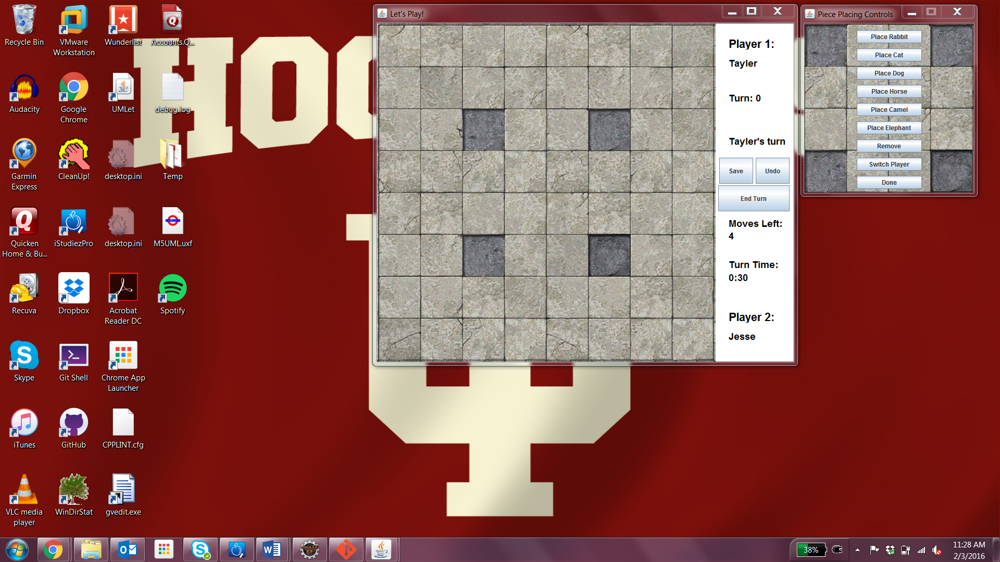 Recycle Bin
VMware
Workstation
Wunderlist
Accounts.Q...
Audacity
Google
Chrome
UMLet
debug.log
Garmin
Express
CleanUp!
desktop.ini
Temp
Quicken
Home & Bu...
iStudiezPro
desktop.ini
M5UML.uxf
Recuva
Dropbox
Acrobat
Reader DC
Spotify
Skype
Git Shell
Chrome App
Launcher
iTunes
GitHub
CPPLINT.cfg
VLC media
player
WinDirStat
gvedit.exe
HOO
Let's Play!
Player 1:
Tayler
Turn: 0
Tayler's turn
Save
Undo
End Turn
Moves Left:
4
Turn Time:
0:30
Player 2:
Jesse
Piece Placing Controls
Place Rabbit
Place Cat
Place Dog
Place Horse
Place Camel
Place Elephant
Remove
Switch Player
Done
Java EE
IDE
38%
11:28 AM
2/3/2016